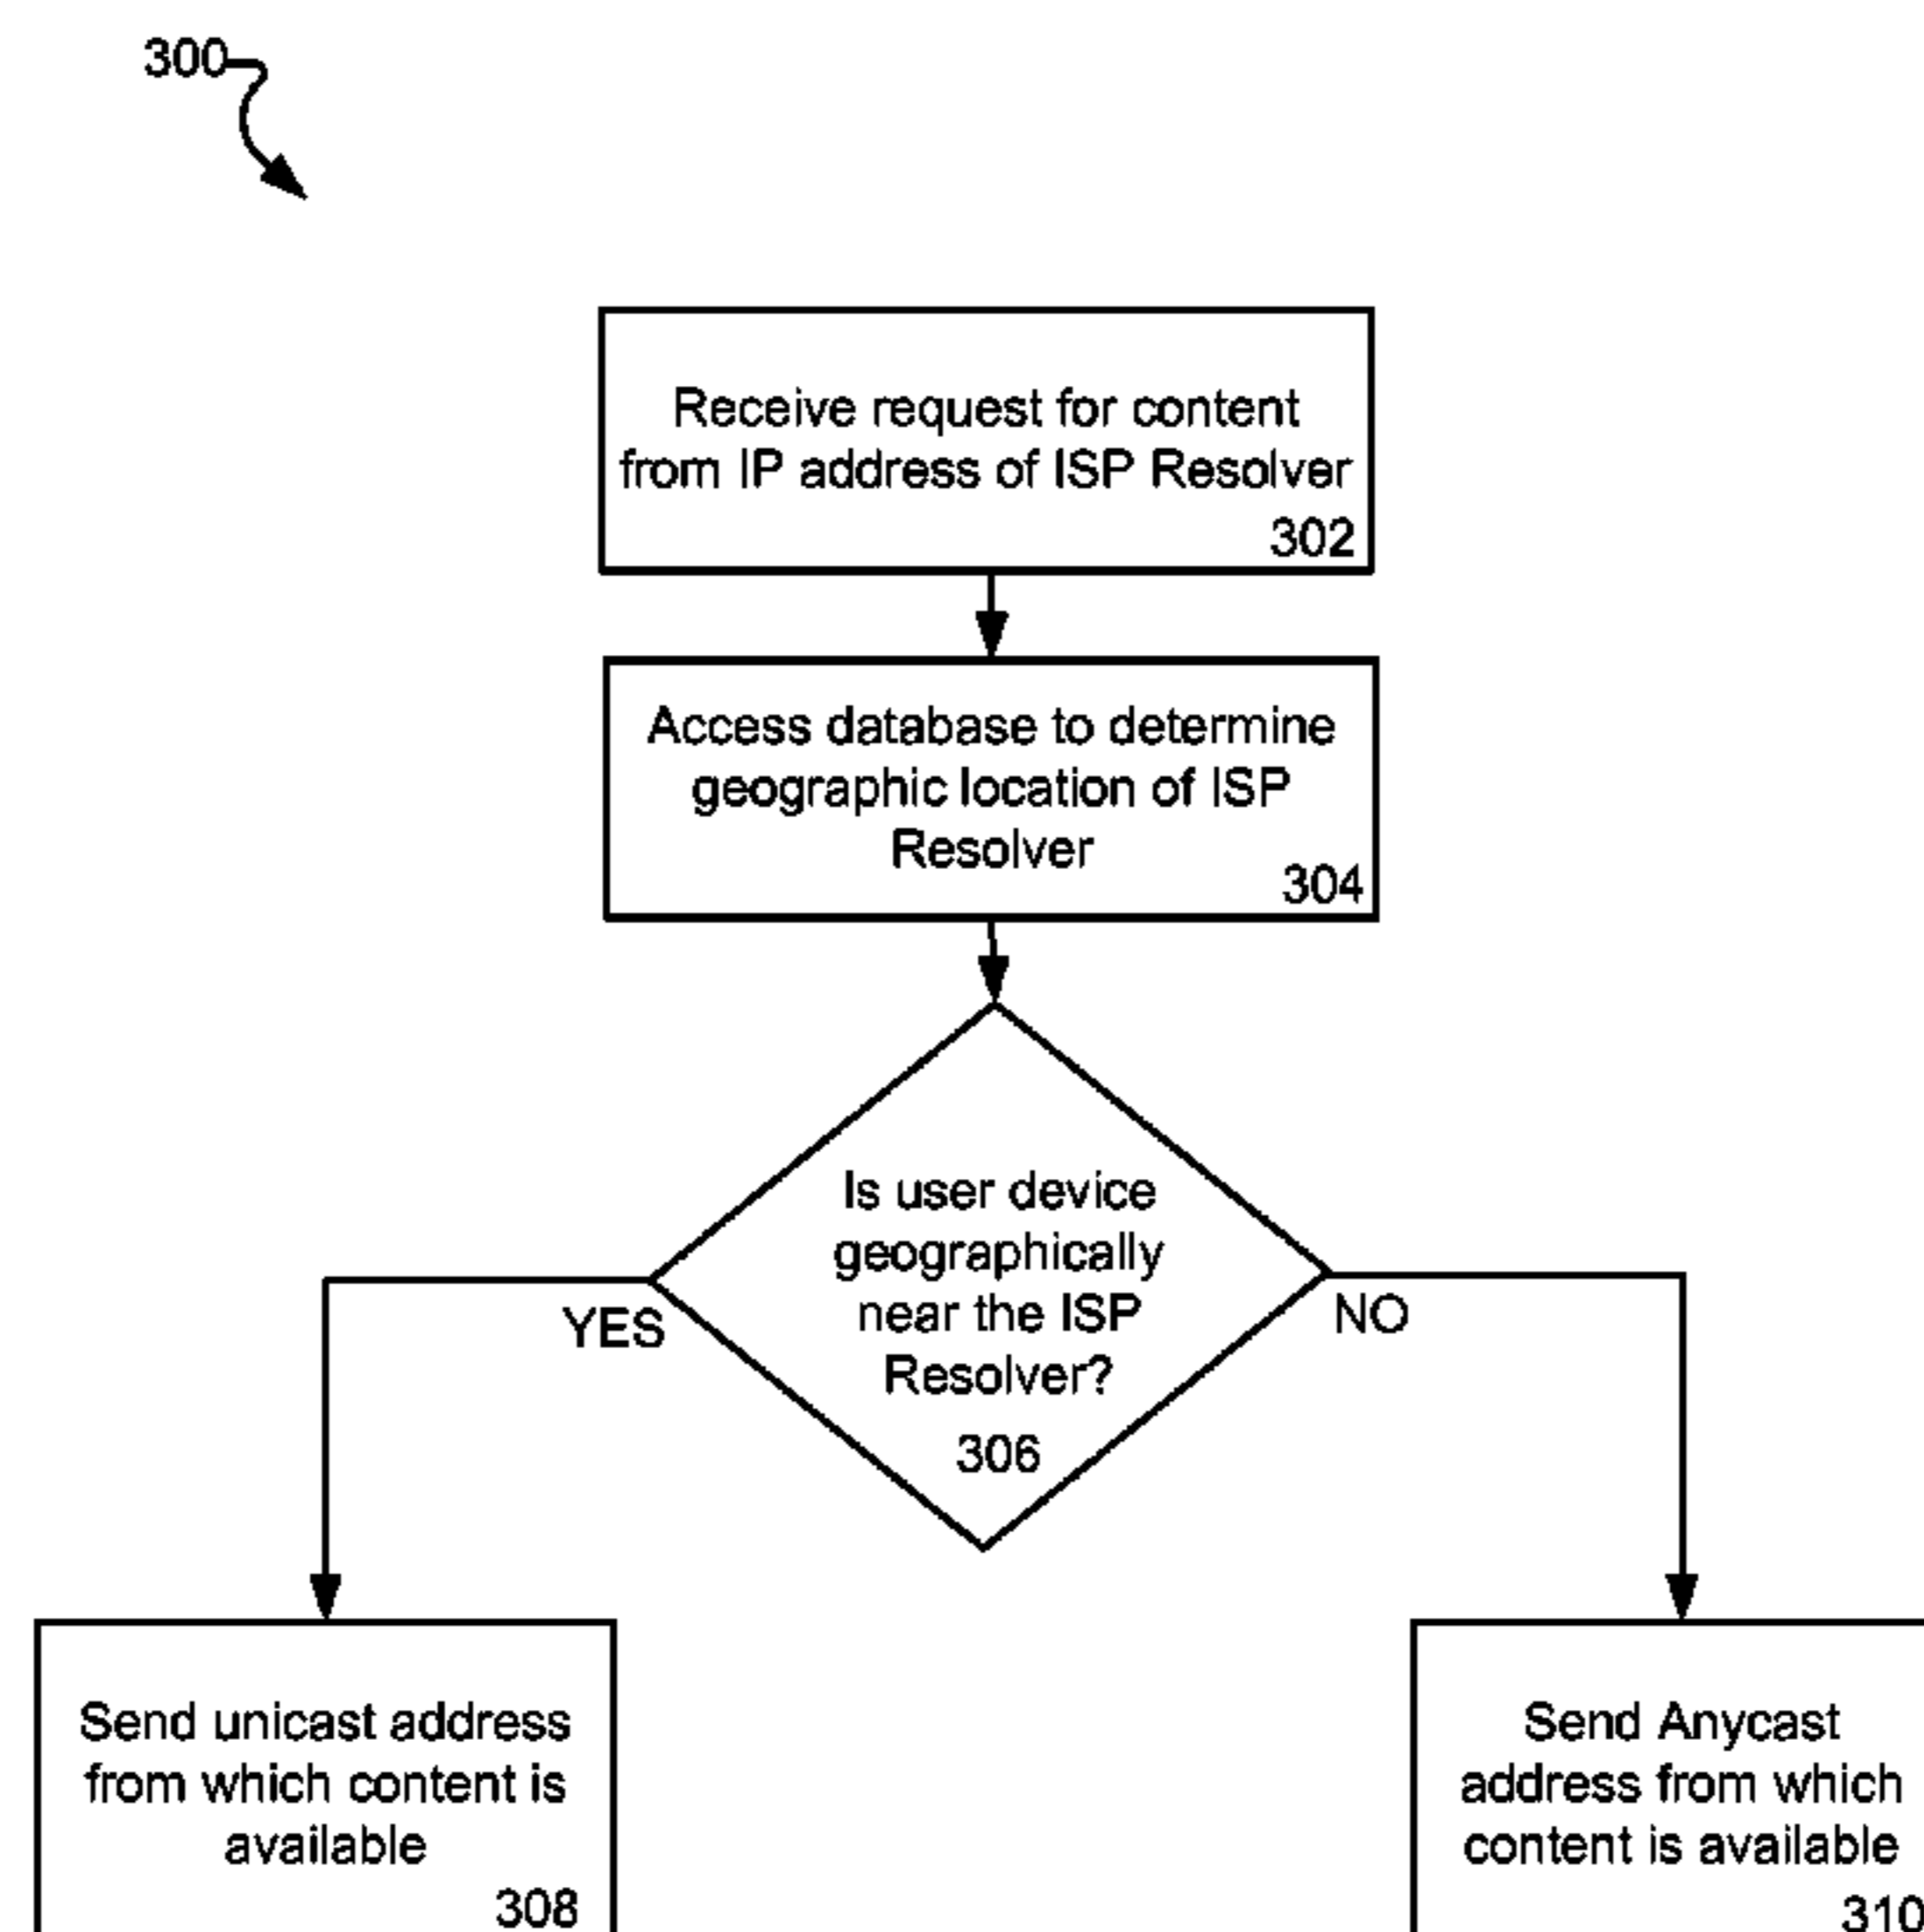 300
Receive request for content
from IP address of ISP Resolver
302
Access database to determine
geographic location of ISP
Resolver
304
Is user device
geographically
near the ISP
Resolver?
306
YES
NO
Send unicast address
from which content is
available
308
Send Anycast
address from which
content is available
310